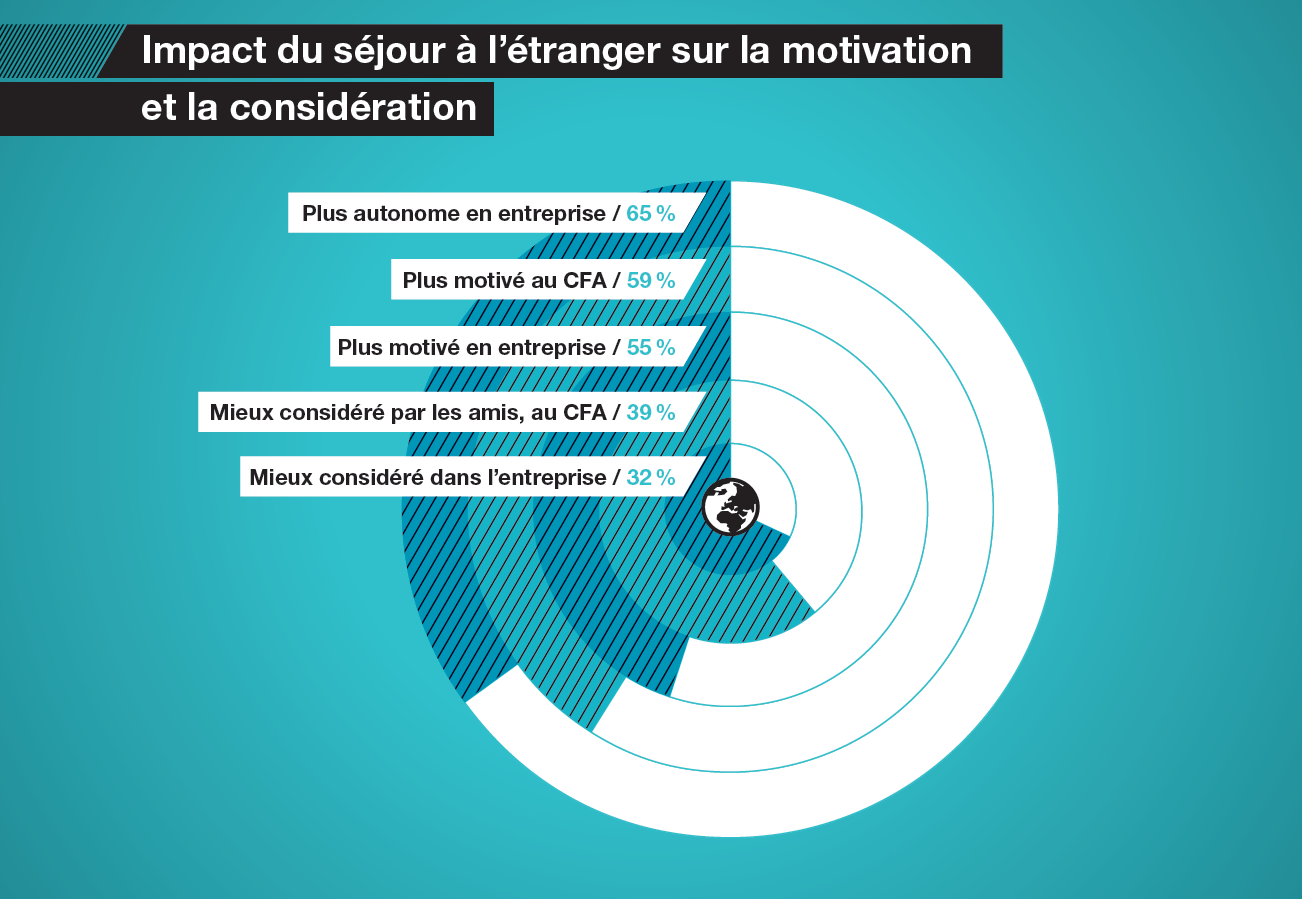 Impact du séjour à l’étranger sur la motivation
et la considération
Plus autonome en entreprise / 65 %
Plus motivé au CFA / 59 %
Plus motivé en entreprise / 55 %
Mieux considéré par les amis, au CFA / 39 %
Mieux considéré dans l’entreprise / 32 %